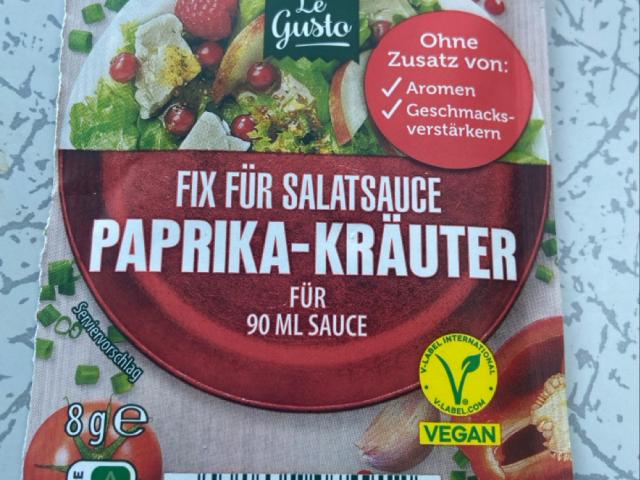 Le
Gusto
Ohne
Zusatz von:
Aromen
Geschmacks-
verstärkern
FIX FÜR SALATSAUCE
PAPRIKA-KRÄUTER
FÜR
90 ML SAUCE
Serviervorschlag
V-LABEL INTERNATIONAL
V-LABEL.COM
VEGAN
8g e